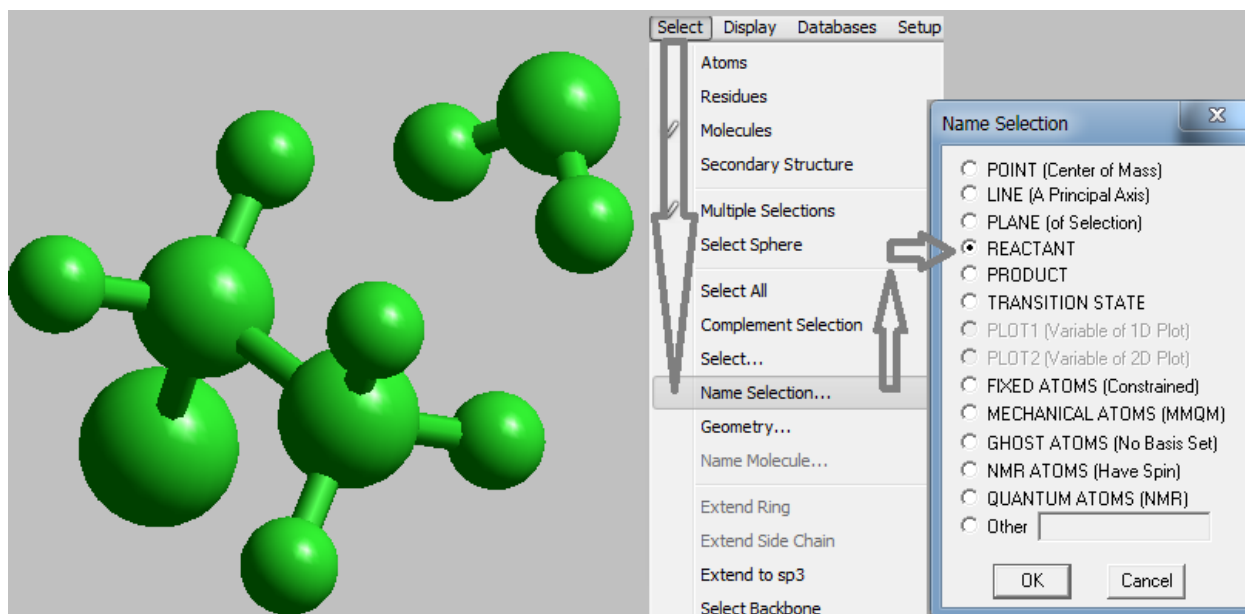 Select Display Databases Setup
Atoms
Residues
Molecules
Secondary Structure
Multiple Selections
Select Sphere
Select All
Complement Selection
Select...
Name Selection...
Geometry...
Name Molecule...
Extend Ring
Extend Side Chain
Extend to sp3
Select Backbone
Name Selection
POINT (Center of Mass)
LINE (A Principal Axis)
PLANE (of Selection)
REACTANT
PRODUCT
TRANSITION STATE
PLOT1 (Variable of 1D Plot)
PLOT2 (Variable of 2D Plot)
FIXED ATOMS (Constrained)
MECHANICAL ATOMS (MMQM)
GHOST ATOMS (No Basis Set)
NMR ATOMS (Have Spin)
QUANTUM ATOMS (NMR)
Other
OK Cancel